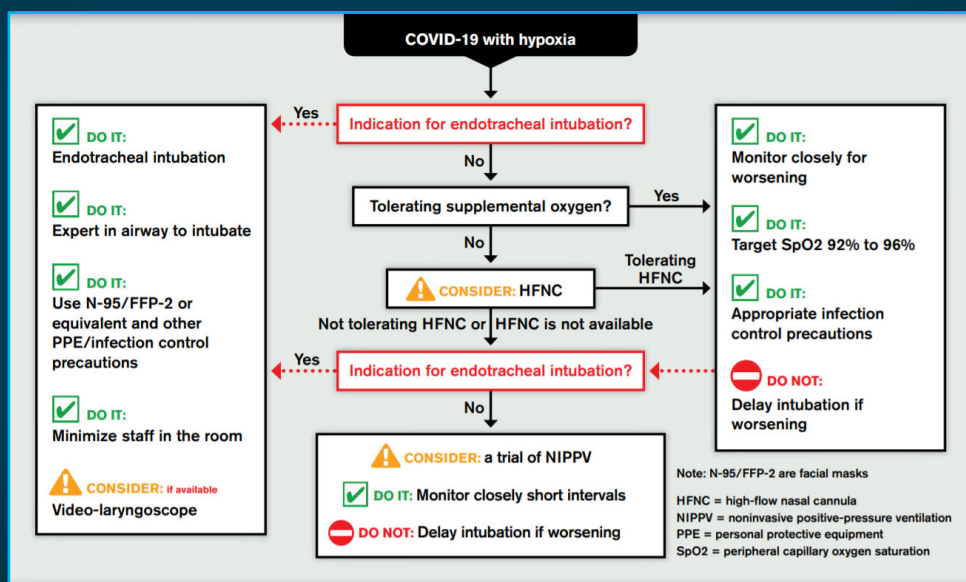 COVID-19 with hypoxia
Indication for endotracheal intubation?
Yes
No
DO IT:
Endotracheal intubation
DO IT:
Expert in airway to intubate
DO IT:
Use N-95/FFP-2 or
equivalent and other
PPE/infection control
precautions
DO IT:
Minimize staff in the room
CONSIDER: if available
Video-laryngoscope
Tolerating supplemental oxygen?
Yes
No
CONSIDER: HFNC
Tolerating
HFNC
Not tolerating HFNC or HFNC is not available
Indication for endotracheal intubation?
Yes
No
CONSIDER: a trial of NIPPV
DO IT: Monitor closely short intervals
DO NOT: Delay intubation if worsening
DO IT:
Monitor closely for
worsening
DO IT:
Target SpO2 92% to 96%
DO IT:
Appropriate infection
control precautions
DO NOT:
Delay intubation if
worsening
Note: N-95/FFP-2 are facial masks
HFNC = high-flow nasal cannula
NIPPV = noninvasive positive-pressure ventilation
PPE = personal protective equipment
SpO2 = peripheral capillary oxygen saturation